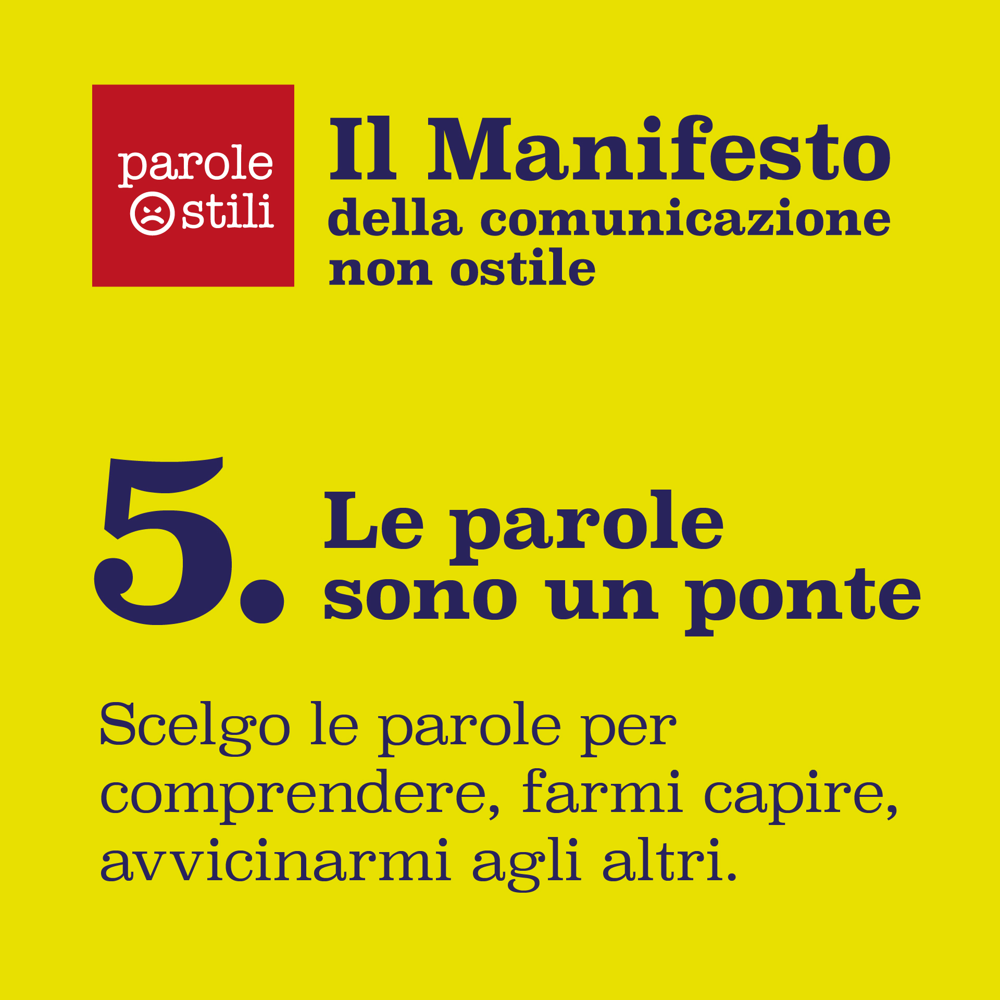 parole
stili
Il Manifesto
della comunicazione
non ostile
5.
Le parole
sono un ponte
Scelgo le parole per
comprendere, farmi capire,
avvicinarmi agli altri.